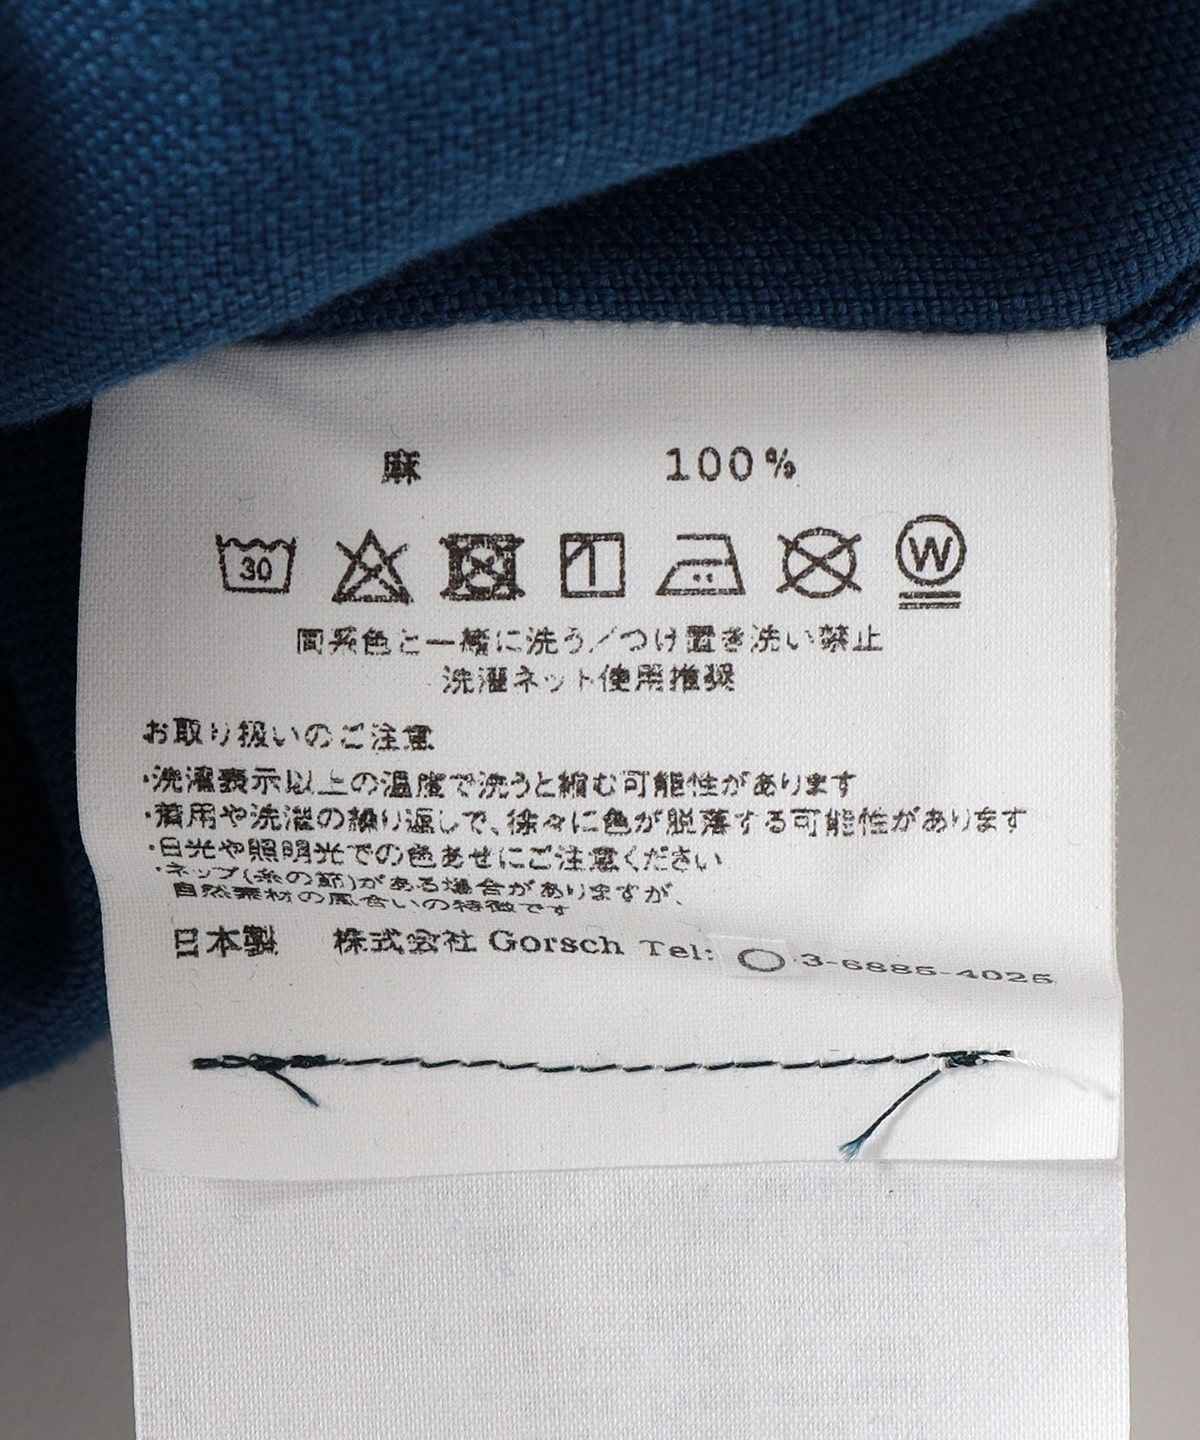 麻 100%
30 W
同系色と一緒に洗う/つけ置き洗い禁止
洗濯ネット使用推奨
お取り扱いのご注意
・洗濯表示以上の温度で洗うと縮む可能性があります
・着用や洗濯の繰り返しで、徐々に色が脱落する可能性があります
・日光や照明光での色あせにご注意ください
・ネップ(糸の節)がある場合がありますが、
自然素材の風合いの特徴です
日本製 株式会社 Gorsch Tel: 03-6885-4025